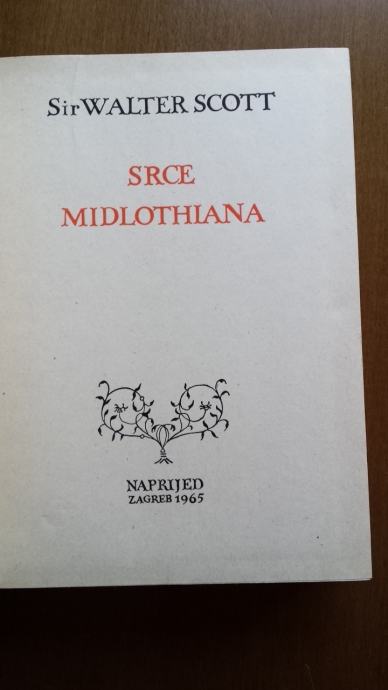 Sir WALTER SCOTT
SRCE
MIDLOTHIANA
NAPRIJED
ZAGREB 1965